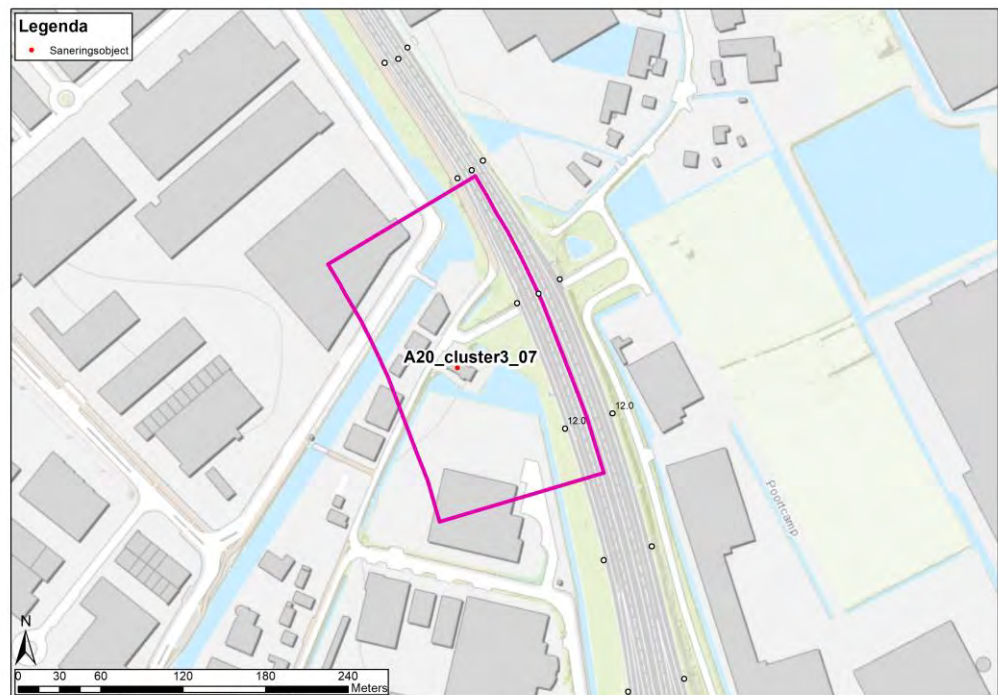 Legenda
Saneringsobject
A20_cluster3_07
12.0
12.0
Poortcamp
N
0 30 60 120 180 240
Meters